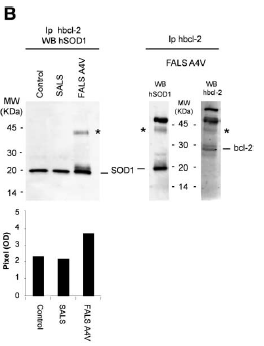 B
Ip hbcl-2
WB hSOD1
Ip hbcl-2
FALS A4V
Control
SALS
FALS A4V
WB
hSOD1
WB
hbcl-2
MW
(KDa)
MW
(KDa)
45 -
*
*
- 45 -
*
30 -
- 30 -
bcl-2
20 -
SOD1
- 20 -
14 -
- 14 -
Pixel (OD)
5
4
3
2
1
0
Control
SALS
FALS A4V